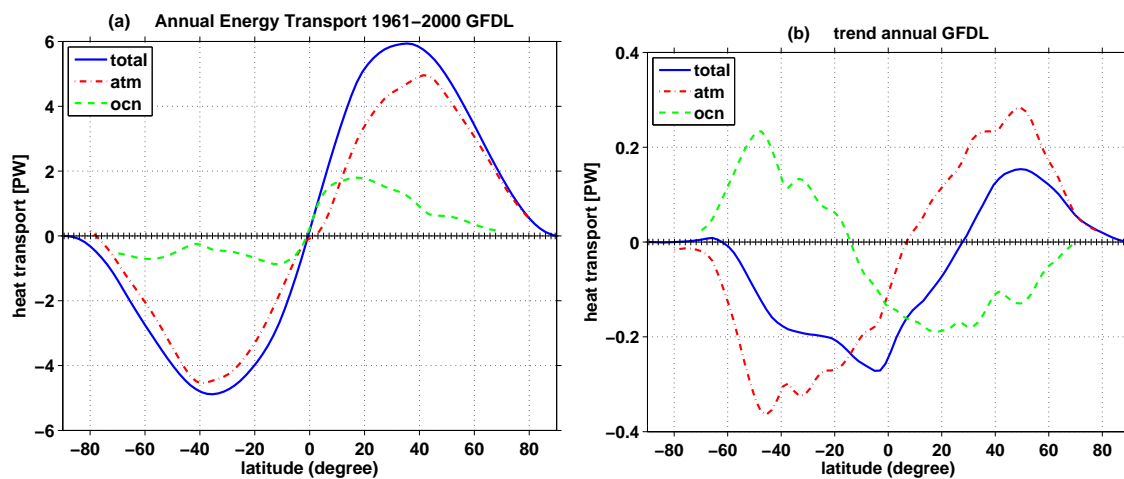 (a) Annual Energy Transport 1961−2000 GFDL
total
atm
ocn
heat transport [PW]
6
4
2
0
−2
−4
−6
−80 −60 −40 −20 0 20 40 60 80
latitude (degree)
(b) trend annual GFDL
total
atm
ocn
heat transport [PW]
0.4
0.2
0
−0.2
−0.4
−80 −60 −40 −20 0 20 40 60 80
latitude (degree)